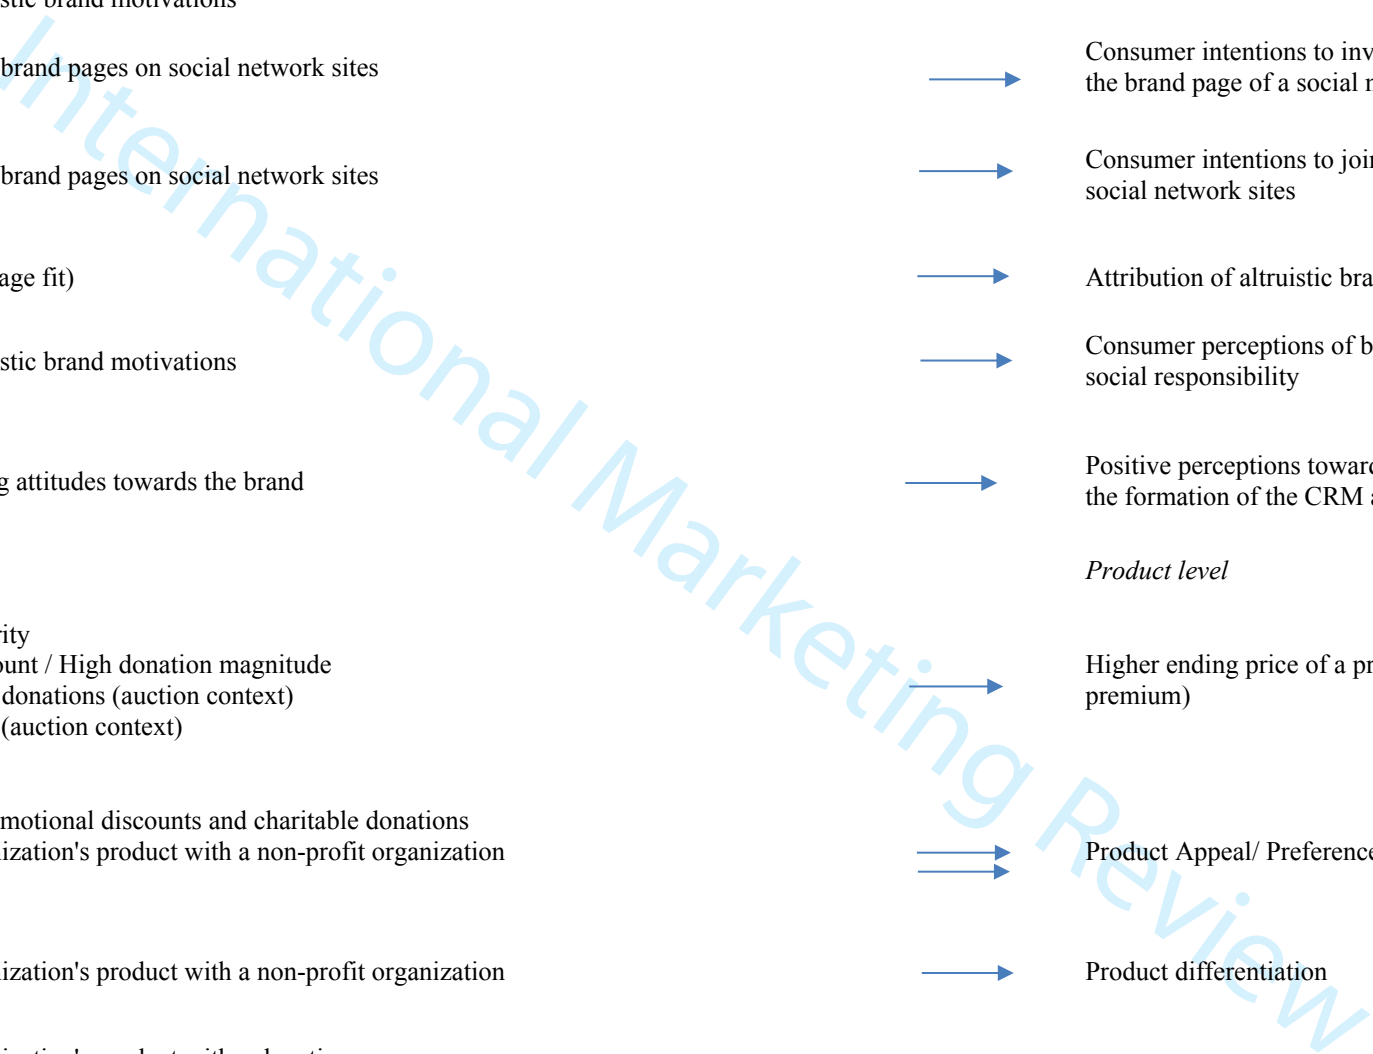 brand pages on social network sites
Consumer intentions to inv
the brand page of a social
brand pages on social network sites
Consumer intentions to join
social network sites
age fit)
Attribution of altruistic bra
stic brand motivations
Consumer perceptions of b
social responsibility
g attitudes towards the brand
Positive perceptions toward
the formation of the CRM a
Product level
rity
ount / High donation magnitude
donations (auction context)
(auction context)
Higher ending price of a pr
premium)
motional discounts and charitable donations
ization's product with a non-profit organization
Product Appeal/ Preference
ization's product with a non-profit organization
Product differentiation
International Marketing Review